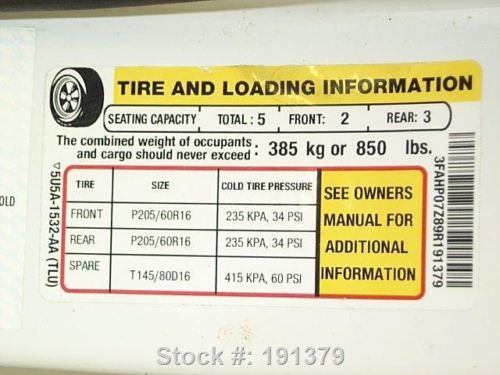 TIRE AND LOADING INFORMATION
SEATING CAPACITY TOTAL: 5 FRONT: 2 REAR: 3
The combined weight of occupants
and cargo should never exceed: 385 kg or 850 lbs.
TIRE SIZE COLD TIRE PRESSURE
FRONT P205/60R16 235 KPA, 34 PSI
REAR P205/60R16 235 KPA, 34 PSI
SPARE T145/80D16 415 KPA, 60 PSI
SEE OWNERS
MANUAL FOR
ADDITIONAL
INFORMATION
5U5A-1532-AA (TLU)
3FAHP07Z89R191379
OLD
Stock #: 191379